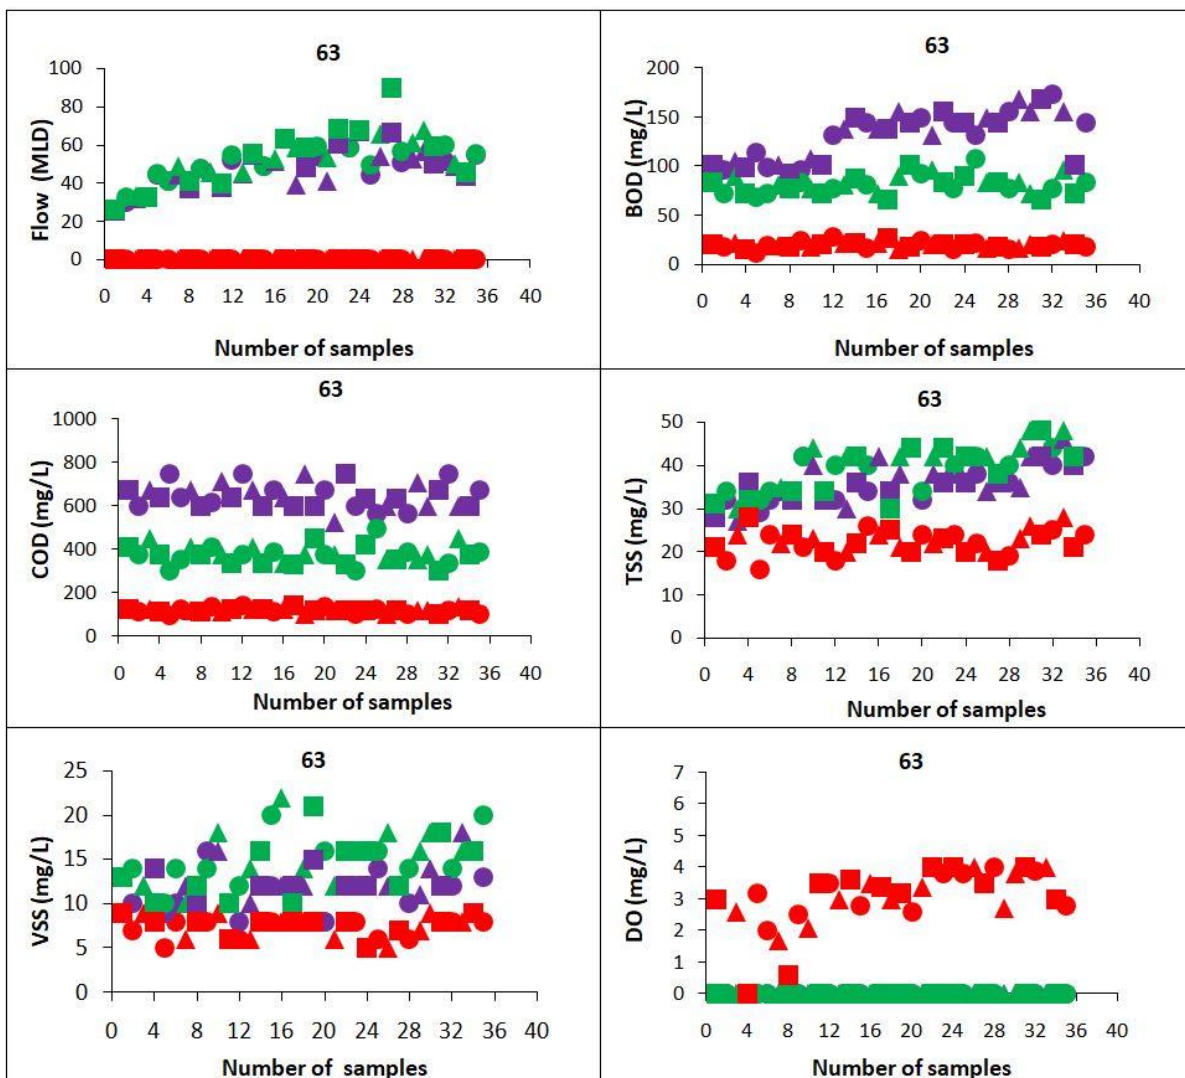 63
100
80
60
40
20
0
Flow (MLD)
0 4 8 12 16 20 24 28 32 36 40
Number of samples
63
200
150
100
50
0
BOD (mg/L)
0 4 8 12 16 20 24 28 32 36 40
Number of samples
63
1000
800
600
400
200
0
COD (mg/L)
0 4 8 12 16 20 24 28 32 36 40
Number of samples
63
50
40
30
20
10
0
TSS (mg/L)
0 4 8 12 16 20 24 28 32 36 40
Number of samples
63
25
20
15
10
5
0
VSS (mg/L)
0 4 8 12 16 20 24 28 32 36 40
Number of samples
63
7
6
5
4
3
2
1
0
DO (mg/L)
0 4 8 12 16 20 24 28 32 36 40
Number of samples